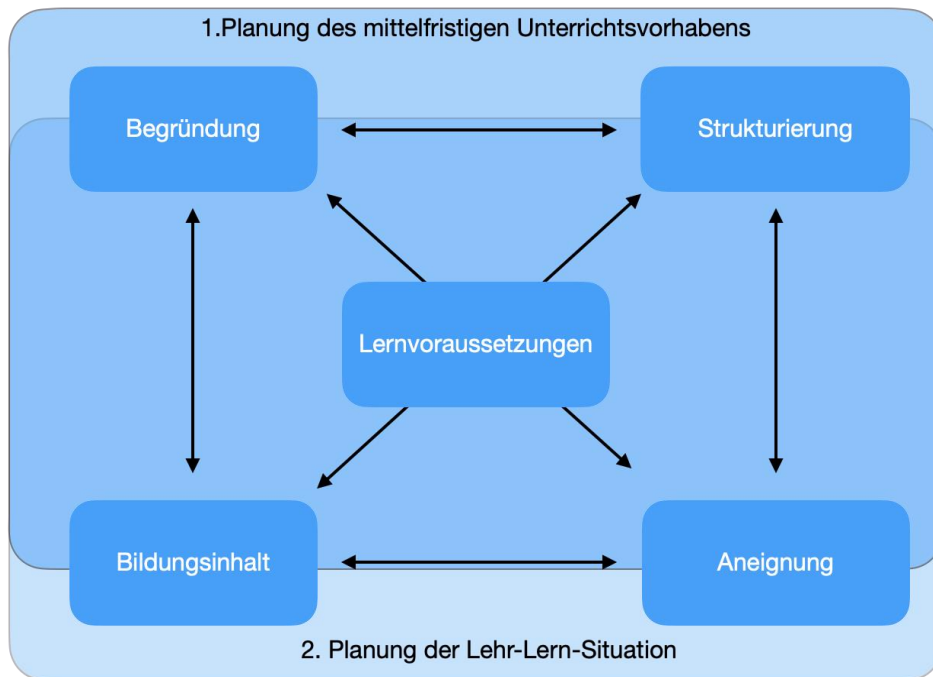 1.Planung des mittelfristigen Unterrichtsvorhabens
Begründung
Strukturierung
Lernvoraussetzungen
Bildungsinhalt
Aneignung
2. Planung der Lehr-Lern-Situation